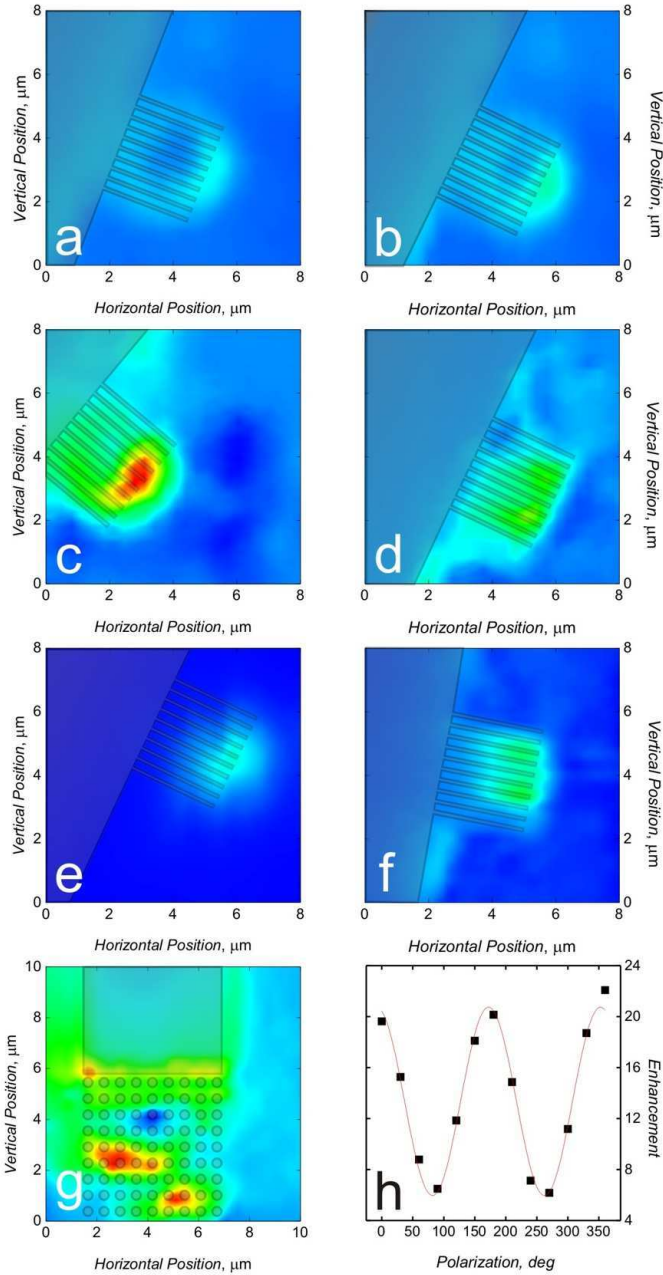 8
6
4
2
0
Vertical Position, μm
a
0 2 4 6 8
Horizontal Position, μm
8
6
4
2
0
Vertical Position, μm
b
0 2 4 6 8
Horizontal Position, μm
8
6
4
2
0
Vertical Position, μm
c
0 2 4 6 8
Horizontal Position, μm
8
6
4
2
0
Vertical Position, μm
d
0 2 4 6 8
Horizontal Position, μm
8
6
4
2
0
Vertical Position, μm
e
0 2 4 6 8
Horizontal Position, μm
8
6
4
2
0
Vertical Position, μm
f
0 2 4 6 8
Horizontal Position, μm
10
8
6
4
2
0
Vertical Position, μm
g
0 2 4 6 8 10
Horizontal Position, μm
24
20
16
12
8
4
Enhancement
h
0 50 100 150 200 250 300 350
Polarization, deg